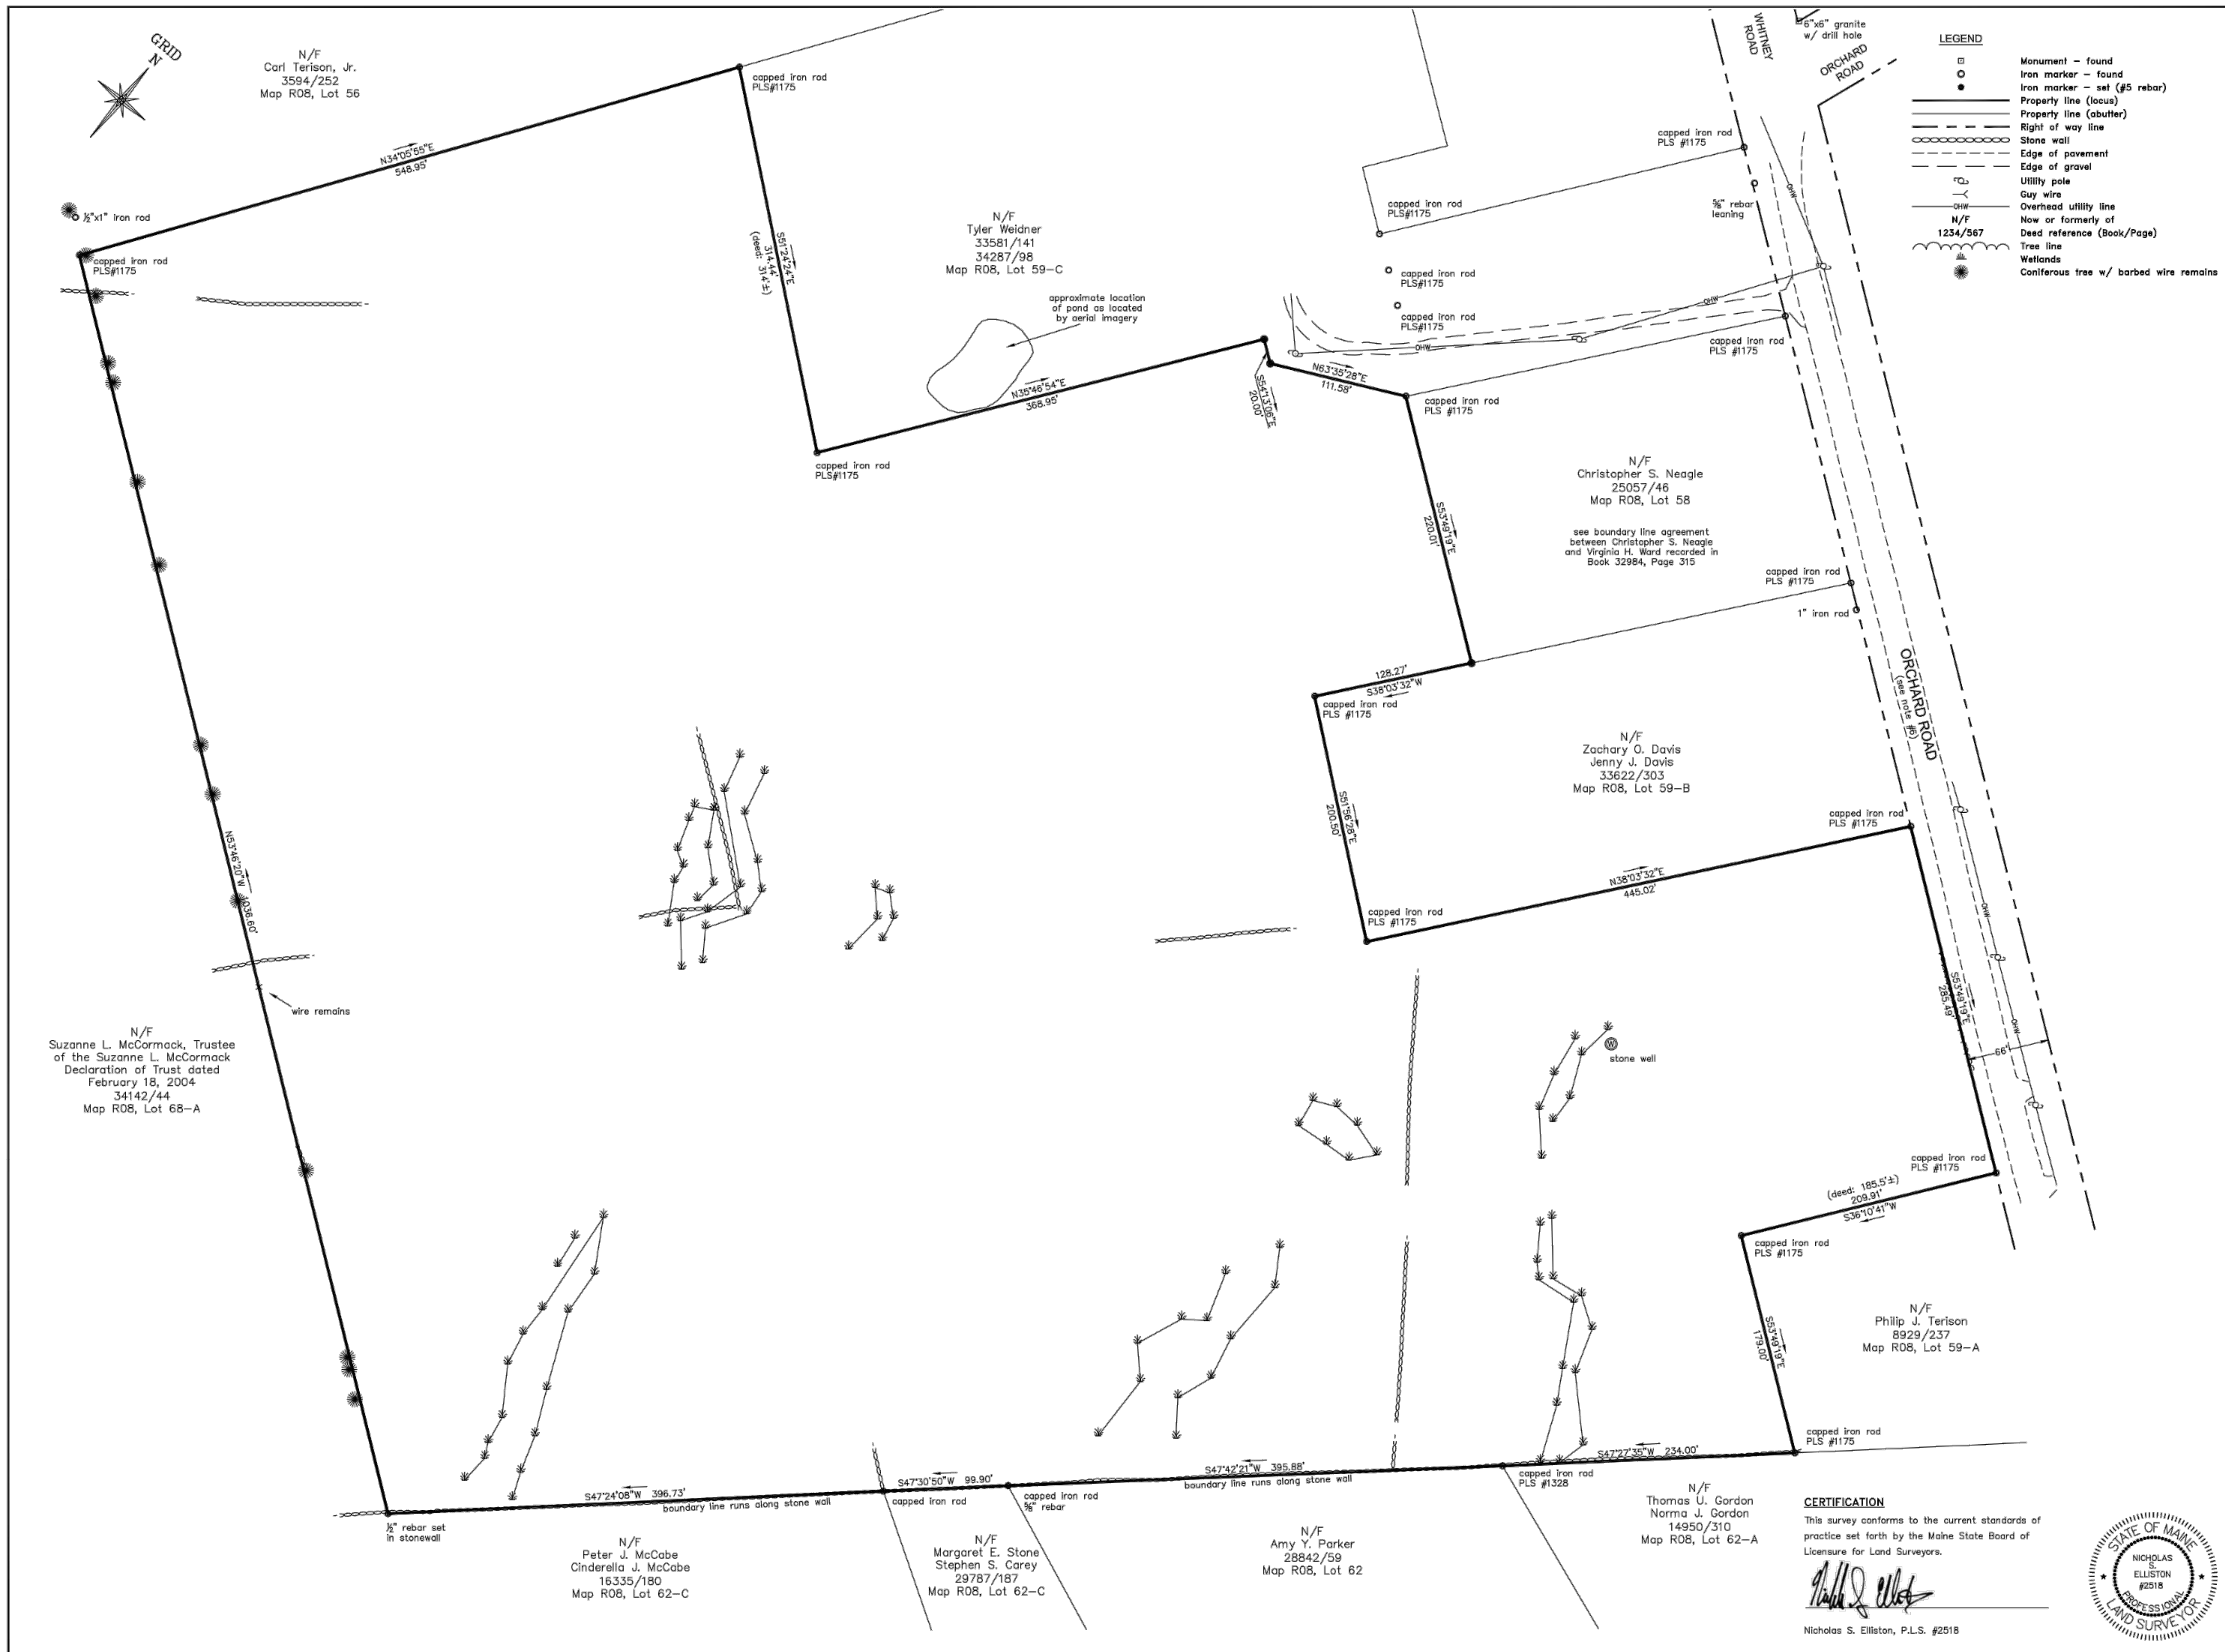 GRID
N
N/F
Carl Terison, Jr.
3594/252
Map R08, Lot 56
N34°05'55"E
548.95'
½"x1" iron rod
capped iron rod
PLS#1175
capped iron rod
PLS#1175
S51°24'24"E
314.44'
(deed: 314'±)
N/F
Tyler Weidner
33581/141
34287/98
Map R08, Lot 59-C
approximate location
of pond as located
by aerial imagery
capped iron rod
PLS#1175
N35°46'54"E
368.95'
S54°13'06"E
20.00'
N63°35'28"E
111.58'
capped iron rod
PLS #1175
capped iron rod
PLS#1175
capped iron rod
PLS#1175
capped iron rod
PLS#1175
capped iron rod
PLS #1175
⅝" rebar
leaning
capped iron rod
PLS #1175
WHITNEY
ROAD
6"x6" granite
w/ drill hole
ORCHARD
ROAD
OHW
OHW
OHW
LEGEND
Monument - found
Iron marker - found
Iron marker - set (#5 rebar)
Property line (locus)
Property line (abutter)
Right of way line
Stone wall
Edge of pavement
Edge of gravel
Utility pole
Guy wire
OHW Overhead utility line
N/F Now or formerly of
1234/567 Deed reference (Book/Page)
Tree line
Wetlands
Coniferous tree w/ barbed wire remains
N/F
Christopher S. Neagle
25057/46
Map R08, Lot 58
see boundary line agreement
between Christopher S. Neagle
and Virginia H. Ward recorded in
Book 32984, Page 315
S53°49'19"E
220.01'
capped iron rod
PLS #1175
1" iron rod
128.27'
S38°03'32"W
capped iron rod
PLS #1175
S51°56'28"E
200.50'
N/F
Zachary O. Davis
Jenny J. Davis
33622/303
Map R08, Lot 59-B
ORCHARD ROAD
(see note #6)
capped iron rod
PLS #1175
N38°03'32"E
445.02'
capped iron rod
PLS #1175
OHW
OHW
S53°49'19"E
285.49'
66'
N53°46'20"W
1036.60'
wire remains
N/F
Suzanne L. McCormack, Trustee
of the Suzanne L. McCormack
Declaration of Trust dated
February 18, 2004
34142/44
Map R08, Lot 68-A
W
stone well
capped iron rod
PLS #1175
(deed: 185.5'±)
209.91'
S36°10'41"W
capped iron rod
PLS #1175
S53°49'19"E
179.00'
N/F
Philip J. Terison
8929/237
Map R08, Lot 59-A
capped iron rod
PLS #1175
S47°27'35"W 234.00'
capped iron rod
PLS #1328
S47°42'21"W 395.88'
boundary line runs along stone wall
S47°30'50"W 99.90'
capped iron rod
⅝" rebar
capped iron rod
S47°24'08"W 396.73'
boundary line runs along stone wall
½" rebar set
in stonewall
N/F
Peter J. McCabe
Cinderella J. McCabe
16335/180
Map R08, Lot 62-C
N/F
Margaret E. Stone
Stephen S. Carey
29787/187
Map R08, Lot 62-C
N/F
Amy Y. Parker
28842/59
Map R08, Lot 62
N/F
Thomas U. Gordon
Norma J. Gordon
14950/310
Map R08, Lot 62-A
CERTIFICATION
This survey conforms to the current standards of
practice set forth by the Maine State Board of
Licensure for Land Surveyors.
Nicholas S. Elliston, P.L.S. #2518
STATE OF MAINE
NICHOLAS
S.
ELLISTON
#2518
PROFESSIONAL
LAND SURVEYOR